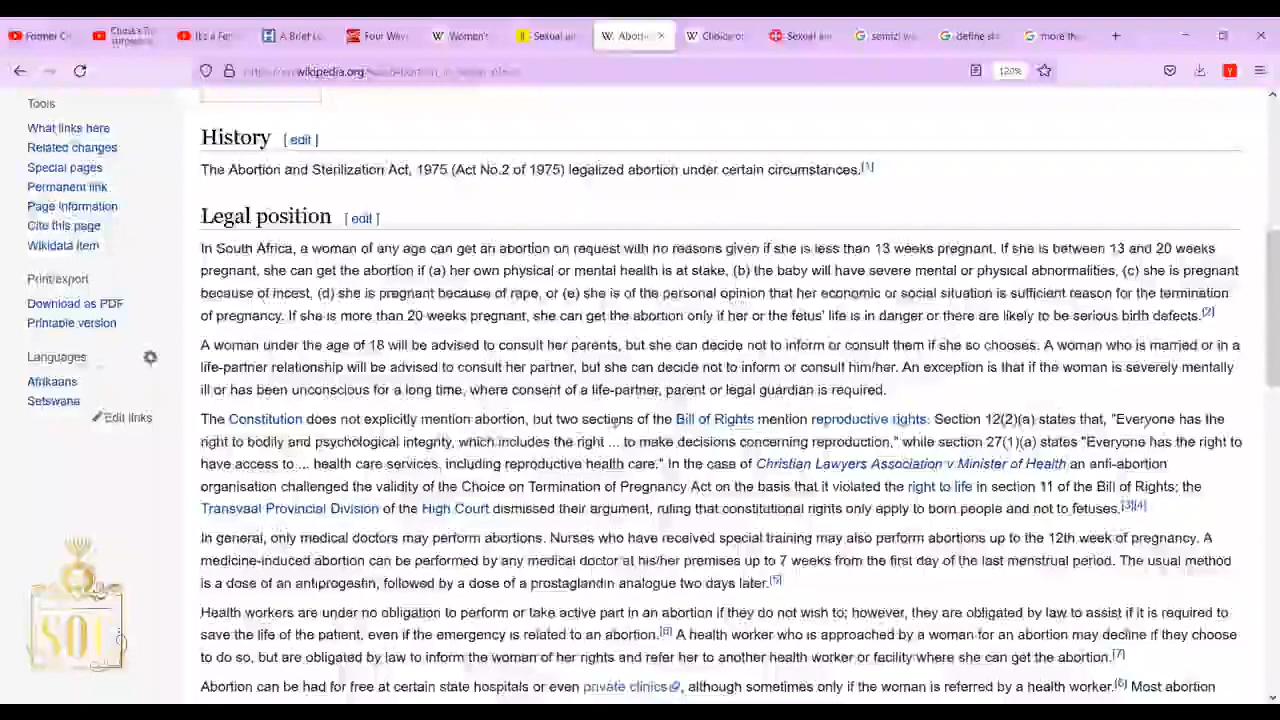 Former C
China's Tr
It's a Fer
A Brief L
Four Wav
Women's
Sexual an
Aborti
Choice or
Sexual an
define st
more tha
wikipedia.org
120%
Tools
What links here
Related changes
Special pages
Permanent link
Page information
Cite this page
Wikidata item
Print/export
Download as PDF
Printable version
Languages
Afrikaans
Setswana
Edit links
SOL
History [ edit ]
The Abortion and Sterilization Act, 1975 (Act No.2 of 1975) legalized abortion under certain circumstances.[1]
Legal position [ edit ]
In South Africa, a woman of any age can get an abortion on request with no reasons given if she is less than 13 weeks pregnant. If she is between 13 and 20 weeks
pregnant, she can get the abortion if (a) her own physical or mental health is at stake, (b) the baby will have severe mental or physical abnormalities, (c) she is pregnant
because of incest, (d) she is pregnant because of rape, or (e) she is of the personal opinion that her economic or social situation is sufficient reason for the termination
of pregnancy. If she is more than 20 weeks pregnant, she can get the abortion only if her or the fetus' life is in danger or there are likely to be serious birth defects.[2]
A woman under the age of 18 will be advised to consult her parents, but she can decide not to inform or consult them if she so chooses. A woman who is married or in a
life-partner relationship will be advised to consult her partner, but she can decide not to inform or consult him/her. An exception is that if the woman is severely mentally
ill or has been unconscious for a long time, where consent of a life-partner, parent or legal guardian is required.
The Constitution does not explicitly mention abortion, but two sections of the Bill of Rights mention reproductive rights. Section 12(2)(a) states that, "Everyone has the
right to bodily and psychological integrity, which includes the right ... to make decisions concerning reproduction," while section 27(1)(a) states "Everyone has the right to
have access to ... health care services, including reproductive health care." In the case of Christian Lawyers Association v Minister of Health an anti-abortion
organisation challenged the validity of the Choice on Termination of Pregnancy Act on the basis that it violated the right to life in section 11 of the Bill of Rights; the
Transvaal Provincial Division of the High Court dismissed their argument, ruling that constitutional rights only apply to born people and not to fetuses.[3][4]
In general, only medical doctors may perform abortions. Nurses who have received special training may also perform abortions up to the 12th week of pregnancy. A
medicine-induced abortion can be performed by any medical doctor at his/her premises up to 7 weeks from the first day of the last menstrual period. The usual method
is a dose of an antiprogestin, followed by a dose of a prostaglandin analogue two days later.[5]
Health workers are under no obligation to perform or take active part in an abortion if they do not wish to; however, they are obligated by law to assist if it is required to
save the life of the patient, even if the emergency is related to an abortion.[6] A health worker who is approached by a woman for an abortion may decline if they choose
to do so, but are obligated by law to inform the woman of her rights and refer her to another health worker or facility where she can get the abortion.[7]
Abortion can be had for free at certain state hospitals or even private clinics, although sometimes only if the woman is referred by a health worker.[6] Most abortion